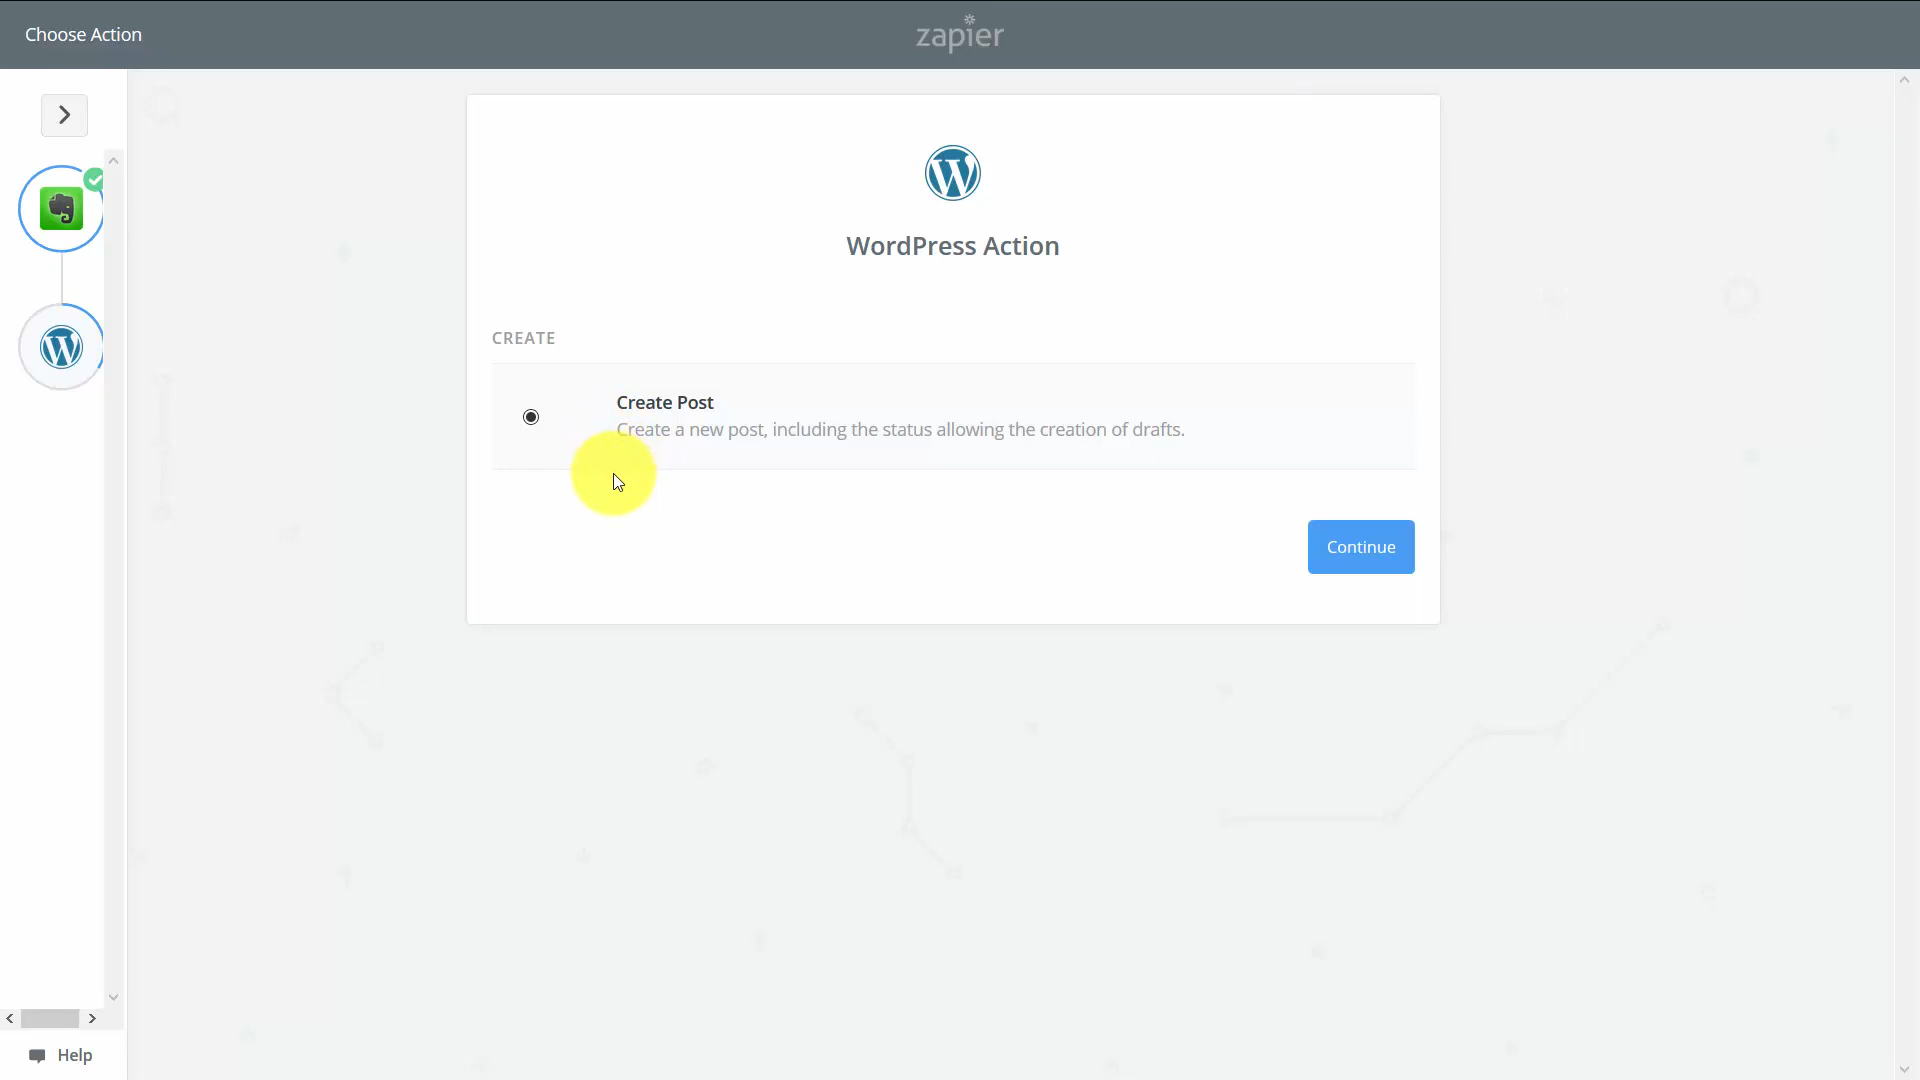 Choose Action
zapier
WordPress Action
CREATE
Create Post
Create a new post, including the status allowing the creation of drafts.
Continue
Help